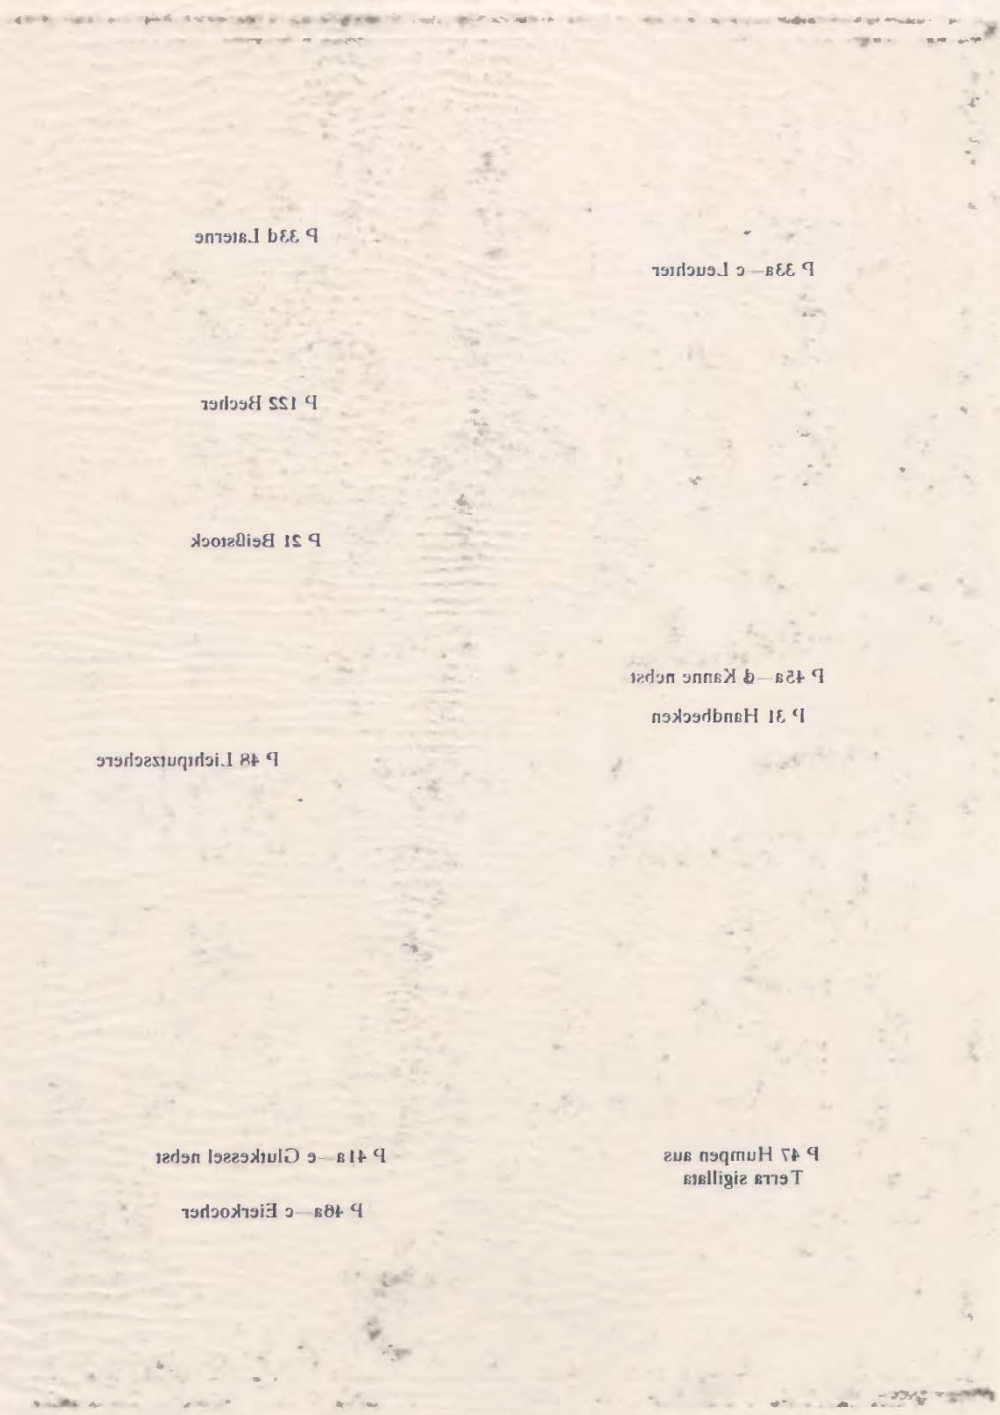 P 33d Laterne
P 33a—c Leuchter
P 122 Becher
P 21 Beißstock
P 45a—d Kanne nebst
P 31 Handbecken
P 48 Lichtputzschere
P 41a—e Glutkessel nebst
P 46a—c Eierkocher
P 47 Humpen aus
Terra sigillata